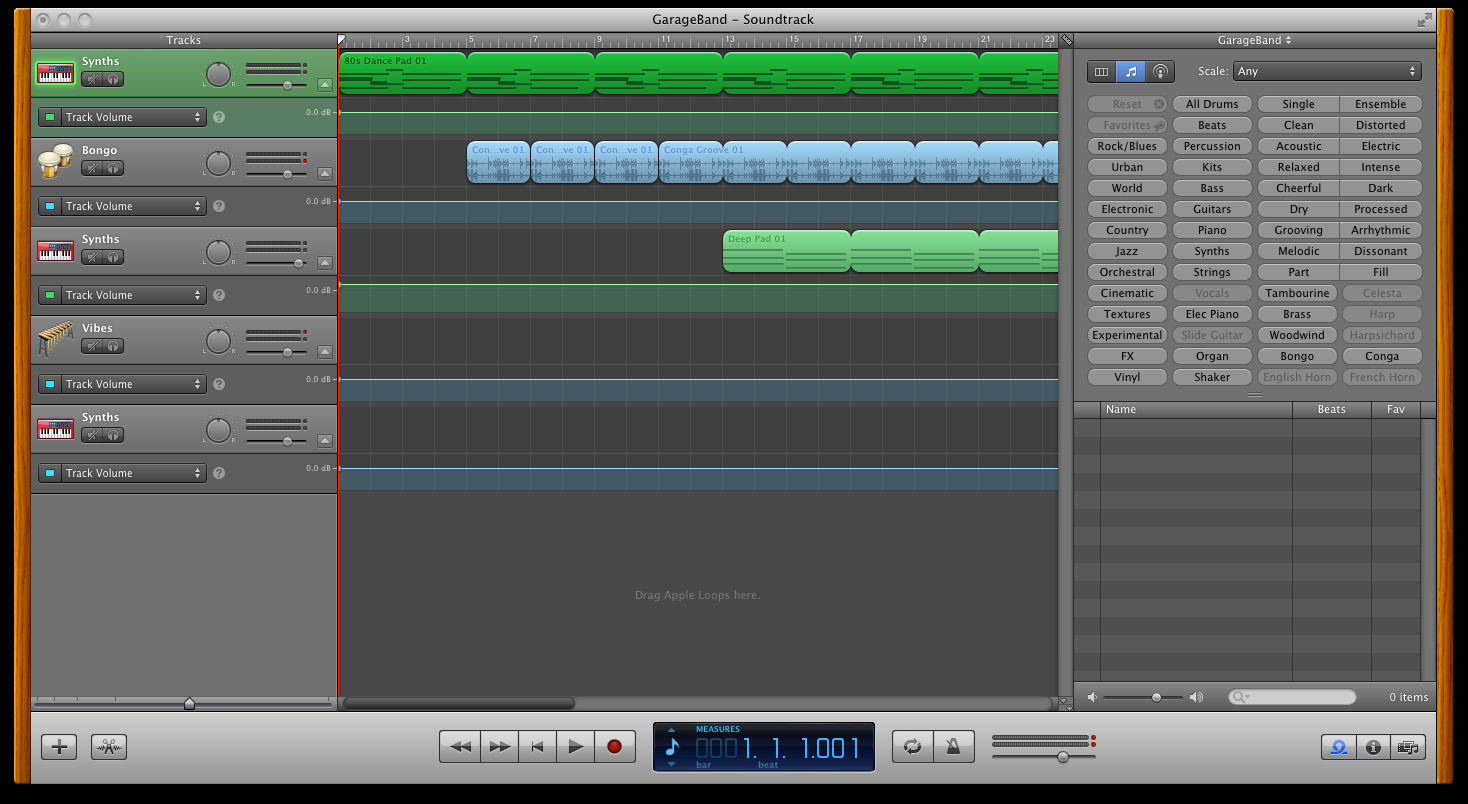 GarageBand – Soundtrack
Tracks
3 5 7 9 11 13 15 17 19 21 23
GarageBand
Synths
L R
80s Dance Pad 01
Track Volume ?
0.0 dB
Bongo
L R
Con...ve 01 Con...ve 01 Con...ve 01 Conga Groove 01
Track Volume ?
0.0 dB
Synths
L R
Deep Pad 01
Track Volume ?
0.0 dB
Vibes
L R
Track Volume ?
0.0 dB
Synths
L R
Track Volume ?
0.0 dB
Drag Apple Loops here.
Scale: Any
Reset All Drums Single Ensemble
Favorites Beats Clean Distorted
Rock/Blues Percussion Acoustic Electric
Urban Kits Relaxed Intense
World Bass Cheerful Dark
Electronic Guitars Dry Processed
Country Piano Grooving Arrhythmic
Jazz Synths Melodic Dissonant
Orchestral Strings Part Fill
Cinematic Vocals Tambourine Celesta
Textures Elec Piano Brass Harp
Experimental Slide Guitar Woodwind Harpsichord
FX Organ Bongo Conga
Vinyl Shaker English Horn French Horn
Name Beats Fav
0 items
MEASURES
0001. 1. 1.001
bar beat